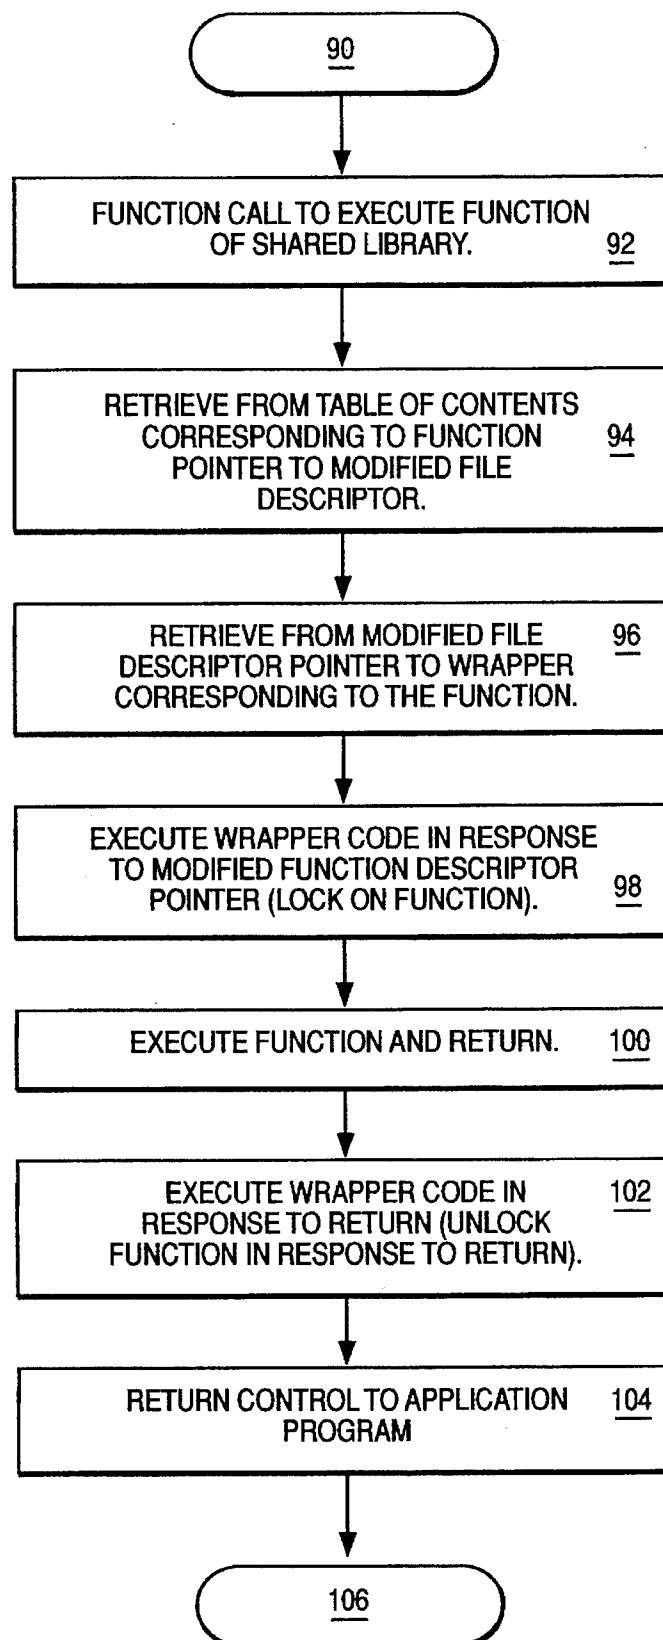 90
FUNCTION CALL TO EXECUTE FUNCTION
OF SHARED LIBRARY. 92
RETRIEVE FROM TABLE OF CONTENTS
CORRESPONDING TO FUNCTION 94
POINTER TO MODIFIED FILE
DESCRIPTOR.
RETRIEVE FROM MODIFIED FILE 96
DESCRIPTOR POINTER TO WRAPPER
CORRESPONDING TO THE FUNCTION.
EXECUTE WRAPPER CODE IN RESPONSE
TO MODIFIED FUNCTION DESCRIPTOR
POINTER (LOCK ON FUNCTION). 98
EXECUTE FUNCTION AND RETURN. 100
EXECUTE WRAPPER CODE IN 102
RESPONSE TO RETURN (UNLOCK
FUNCTION IN RESPONSE TO RETURN).
RETURN CONTROL TO APPLICATION 104
PROGRAM
106